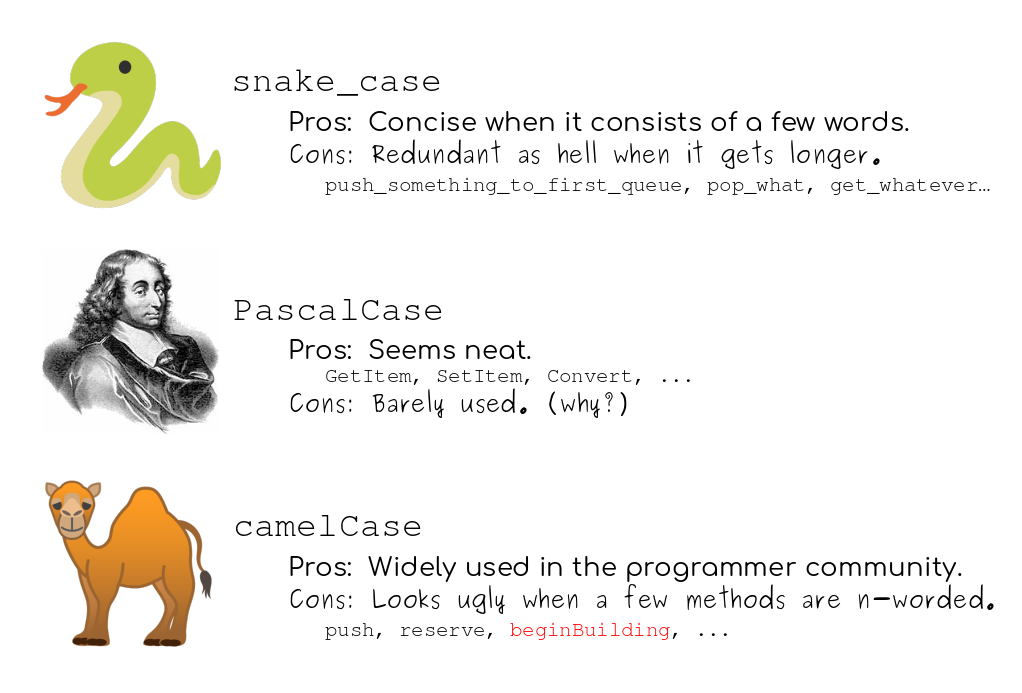 snake_case
Pros: Concise when it consists of a few words.
Cons: Redundant as hell when it gets longer.
push_something_to_first_queue, pop_what, get_whatever…
PascalCase
Pros: Seems neat.
GetItem, SetItem, Convert, ...
Cons: Barely used. (why?)
camelCase
Pros: Widely used in the programmer community.
Cons: Looks ugly when a few methods are n-worded.
push, reserve, beginBuilding, ...